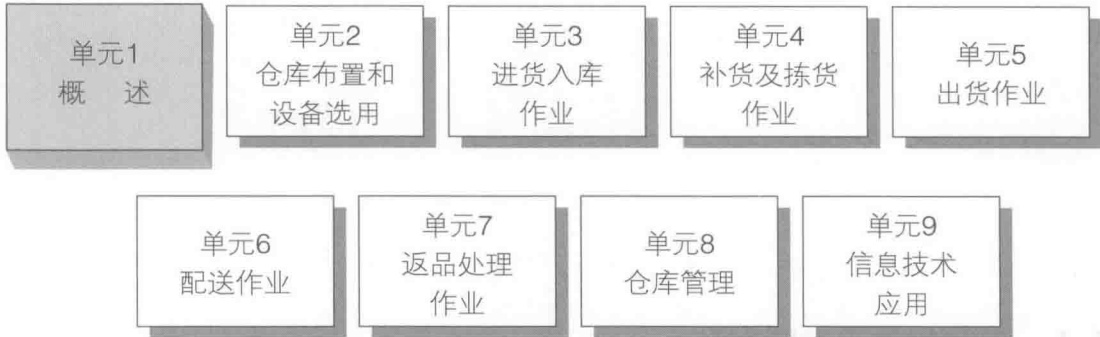 单元1
概 述
单元2
仓库布置和
设备选用
单元3
进货入库
作业
单元4
补货及拣货
作业
单元5
出货作业
单元6
配送作业
单元7
返品处理
作业
单元8
仓库管理
单元9
信息技术
应用